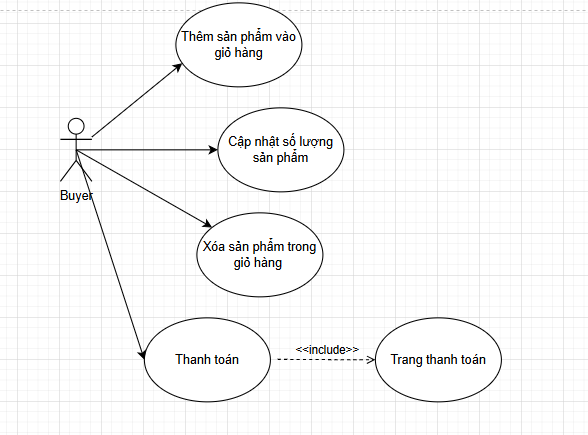 Thêm sản phẩm vào
giỏ hàng
Cập nhật số lượng
sản phẩm
Buyer
Xóa sản phẩm trong
giỏ hàng
Thanh toán
<<include>>
Trang thanh toán